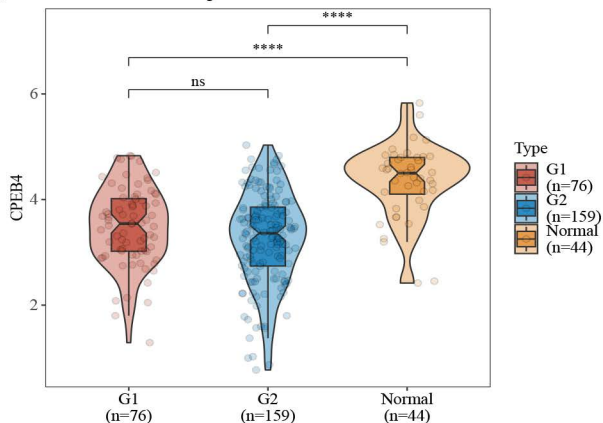 ****
****
ns
6
4
2
CPEB4
G1
(n=76)
G2
(n=159)
Normal
(n=44)
Type
G1
(n=76)
G2
(n=159)
Normal
(n=44)